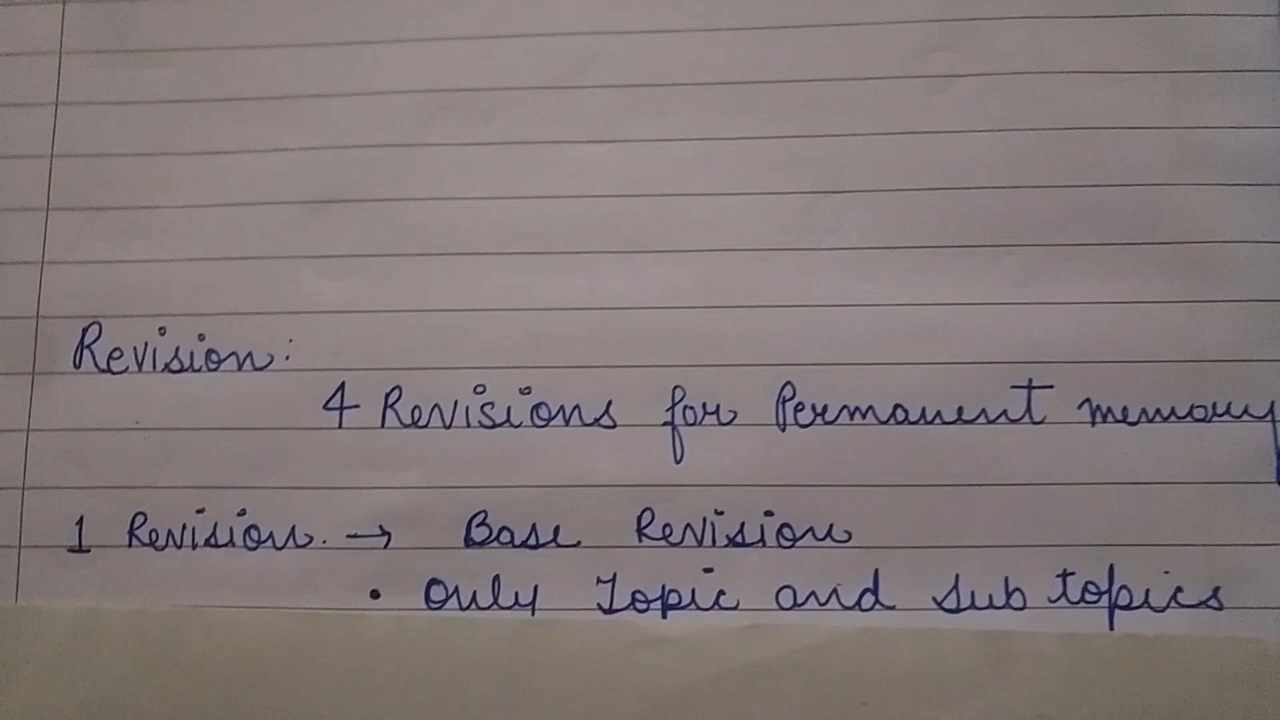 Revision:
4 Revisions for Permanent memory
1 Revision. → Base Revision
• Only Topic and Sub topics